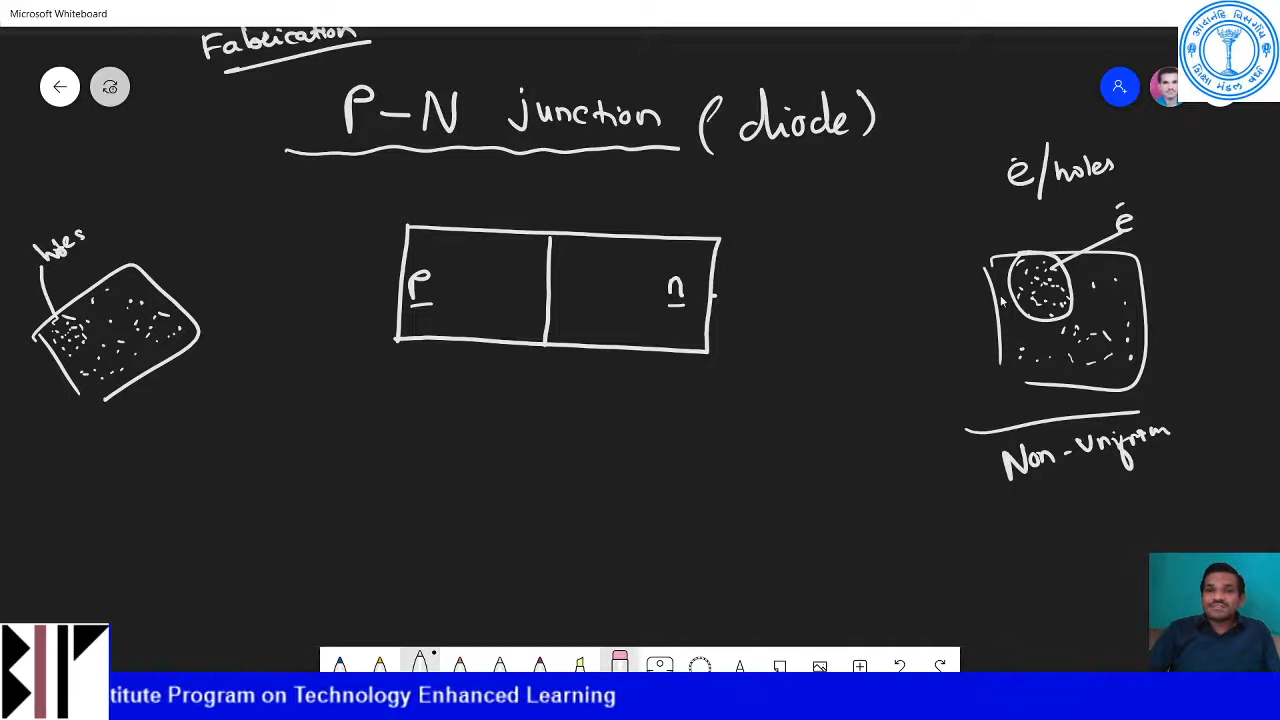 Microsoft Whiteboard
Fabrication
P-N junction (diode)
ē/holes
ē
holes
P
n
Non-Uniform
titute Program on Technology Enhanced Learning